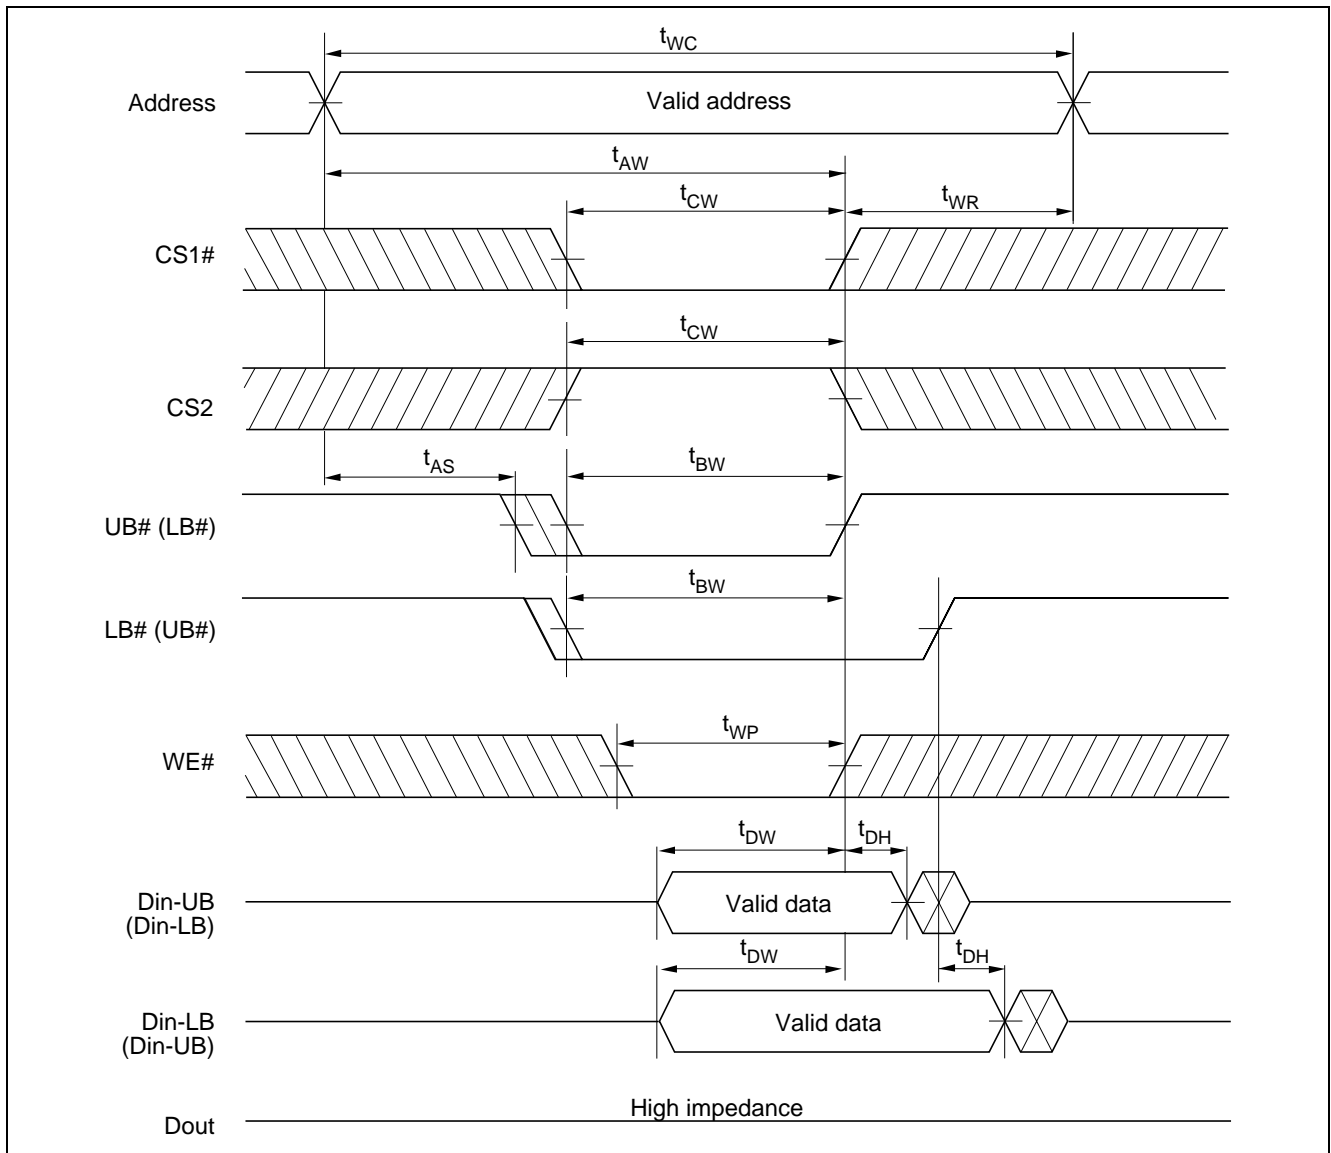 tWC
Address
Valid address
tAW
tCW
tWR
CS1#
tCW
CS2
tAS
tBW
UB# (LB#)
tBW
LB# (UB#)
tWP
WE#
tDW
tDH
Din-UB
(Din-LB)
Valid data
tDW
tDH
Din-LB
(Din-UB)
Valid data
High impedance
Dout